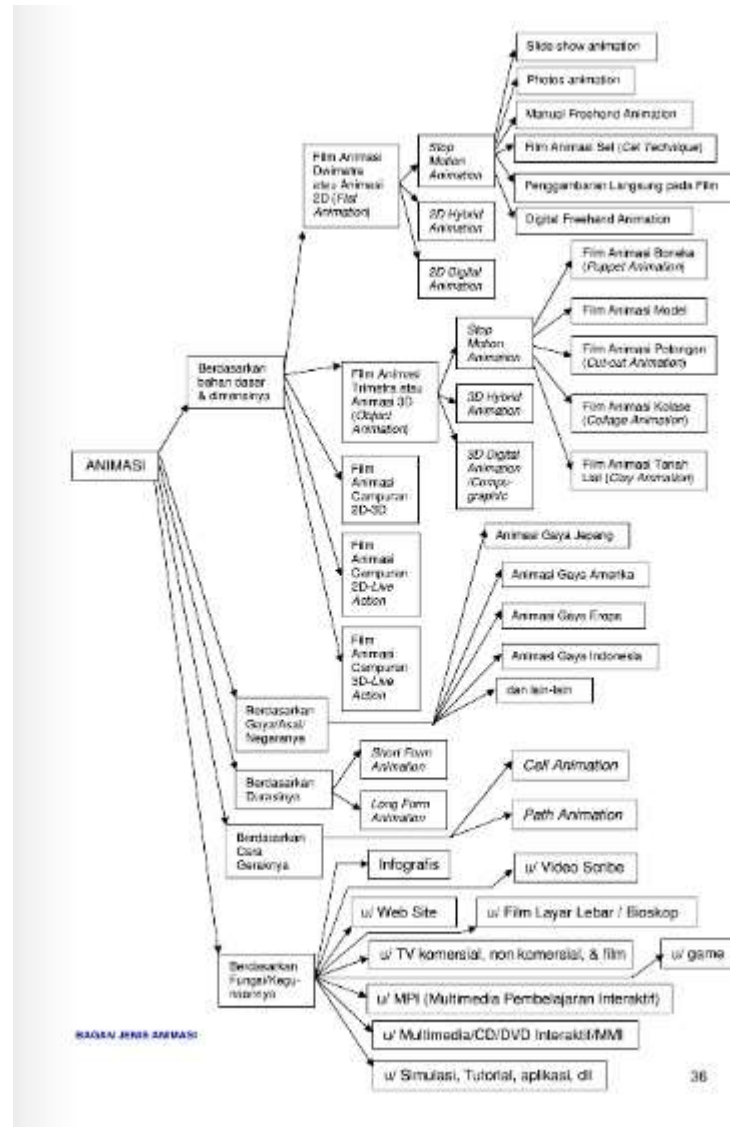 Slide show animation
Photos animation
Manual Freehand Animation
Film Animasi Sel (Cel Technique)
Penggambaran Langsung pada Film
Digital Freehand Animation
Stop
Motion
Animation
2D Hybrid
Animation
2D Digital
Animation
Film Animasi
Dwimatra
atau Animasi
2D (Flat
Animation)
Film Animasi Boneka
(Puppet Animation)
Film Animasi Model
Film Animasi Potongan
(Cut-out Animation)
Film Animasi Kolase
(Collage Animation)
Film Animasi Tanah
Liat (Clay Animation)
Stop
Motion
Animation
3D Hybrid
Animation
3D Digital
Animation
/Compu-
graphic
Film Animasi
Trimatra atau
Animasi 3D
(Object
Animation)
Berdasarkan
bahan dasar
& dimensinya
ANIMASI
Film
Animasi
Campuran
2D-3D
Film
Animasi
Campuran
2D-Live
Action
Film
Animasi
Campuran
3D-Live
Action
Animasi Gaya Jepang
Animasi Gaya Amerika
Animasi Gaya Eropa
Animasi Gaya Indonesia
dan lain-lain
Berdasarkan
Gaya/Asal/
Negaranya
Short Form
Animation
Long Form
Animation
Berdasarkan
Durasinya
Cell Animation
Path Animation
Berdasarkan
Cara
Geraknya
Infografis
u/ Video Scribe
u/ Web Site
u/ Film Layar Lebar / Bioskop
u/ TV komersial, non komersial, & film
u/ game
Berdasarkan
Fungsi/Kegu-
naannya
u/ MPI (Multimedia Pembelajaran Interaktif)
u/ Multimedia/CD/DVD Interaktif/MMI
u/ Simulasi, Tutorial, aplikasi, dll
BAGAN JENIS ANIMASI
36